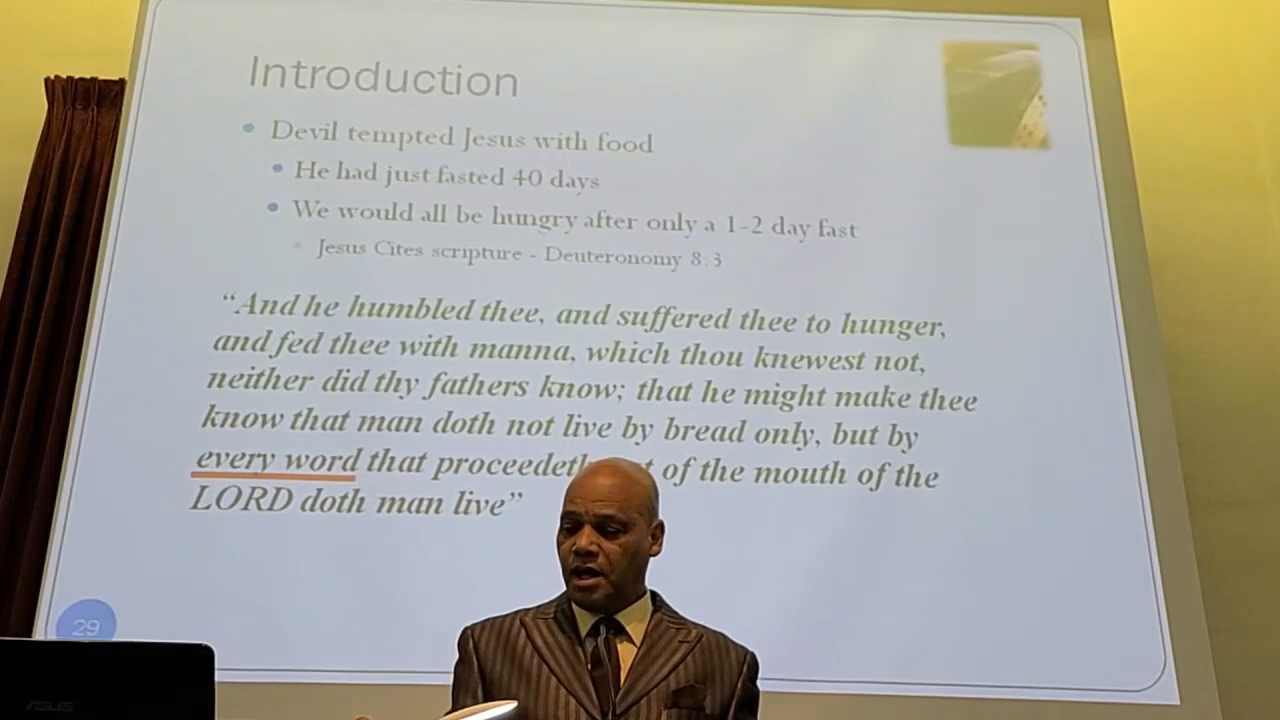 Introduction
Devil tempted Jesus with food
He had just fasted 40 days
We would all be hungry after only a 1-2 day fast
Jesus Cites scripture - Deuteronomy 8:3
“And he humbled thee, and suffered thee to hunger,
and fed thee with manna, which thou knewest not,
neither did thy fathers know; that he might make thee
know that man doth not live by bread only, but by
every word that of the mouth of the
LORD doth man live”
29
ASUS